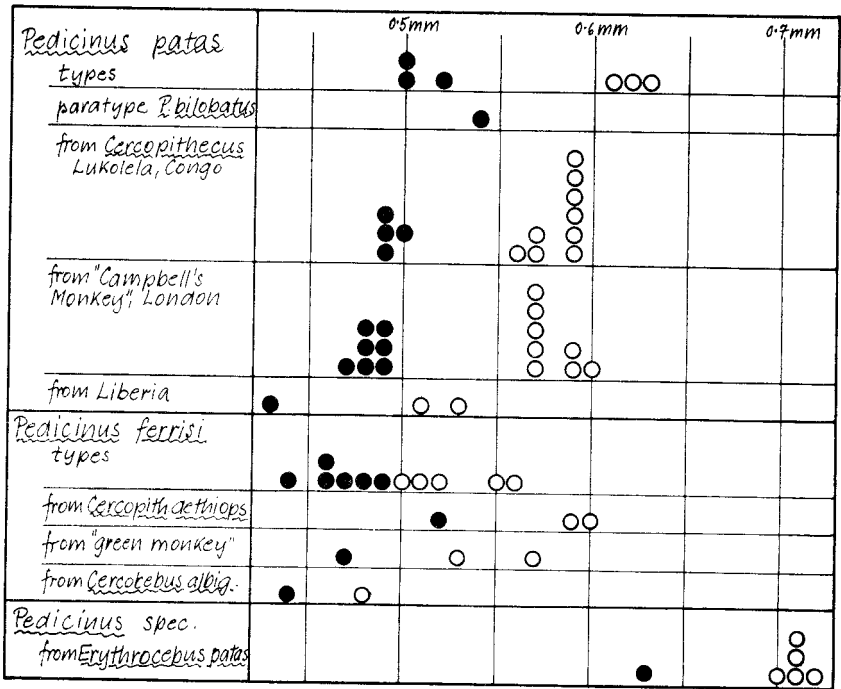 0.5mm 0.6mm 0.7mm
Pedicinus patas
types
paratype P. bilobatus
from Cercopithecus
Lukolela, Congo
from "Campbell's
Monkey", London
from Liberia
Pedicinus ferrisi
types
from Cercopith aethiops
from "green monkey"
from Cercocebus albig.
Pedicinus spec.
from Erythrocebus patas